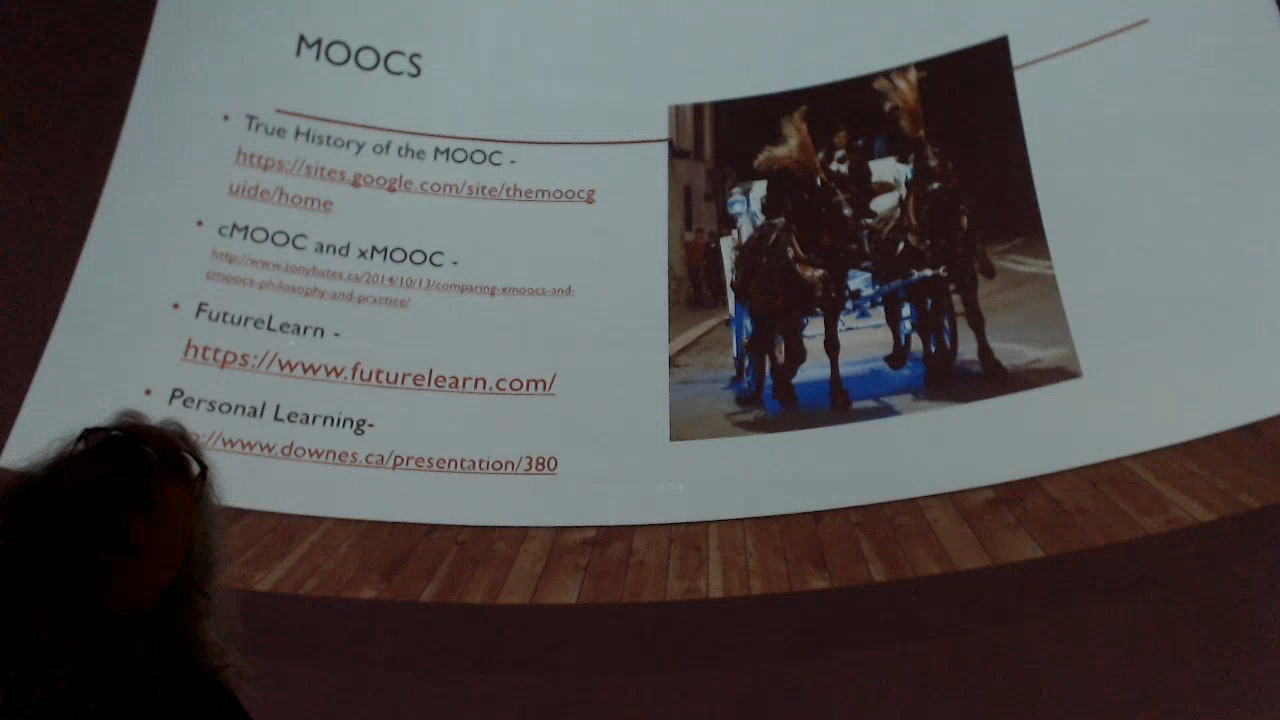 MOOCS
• True History of the MOOC -
https://sites.google.com/site/themoocg
uide/home
• cMOOC and xMOOC -
http://www.tonybates.ca/2014/10/13/comparing-xmoocs-and-
cmoocs-philosophy-and-practice/
• FutureLearn -
https://www.futurelearn.com/
• Personal Learning-
://www.downes.ca/presentation/380